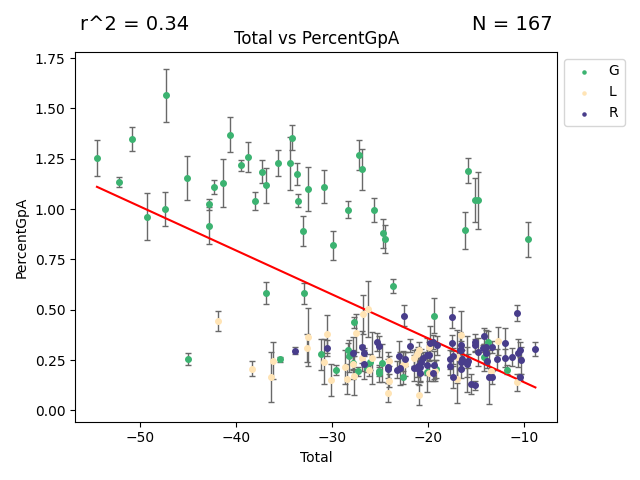 r^2 = 0.34
N = 167
Total vs PercentGpA
1.75
1.50
1.25
1.00
0.75
0.50
0.25
0.00
PercentGpA
−50
−40
−30
−20
−10
Total
G
L
R